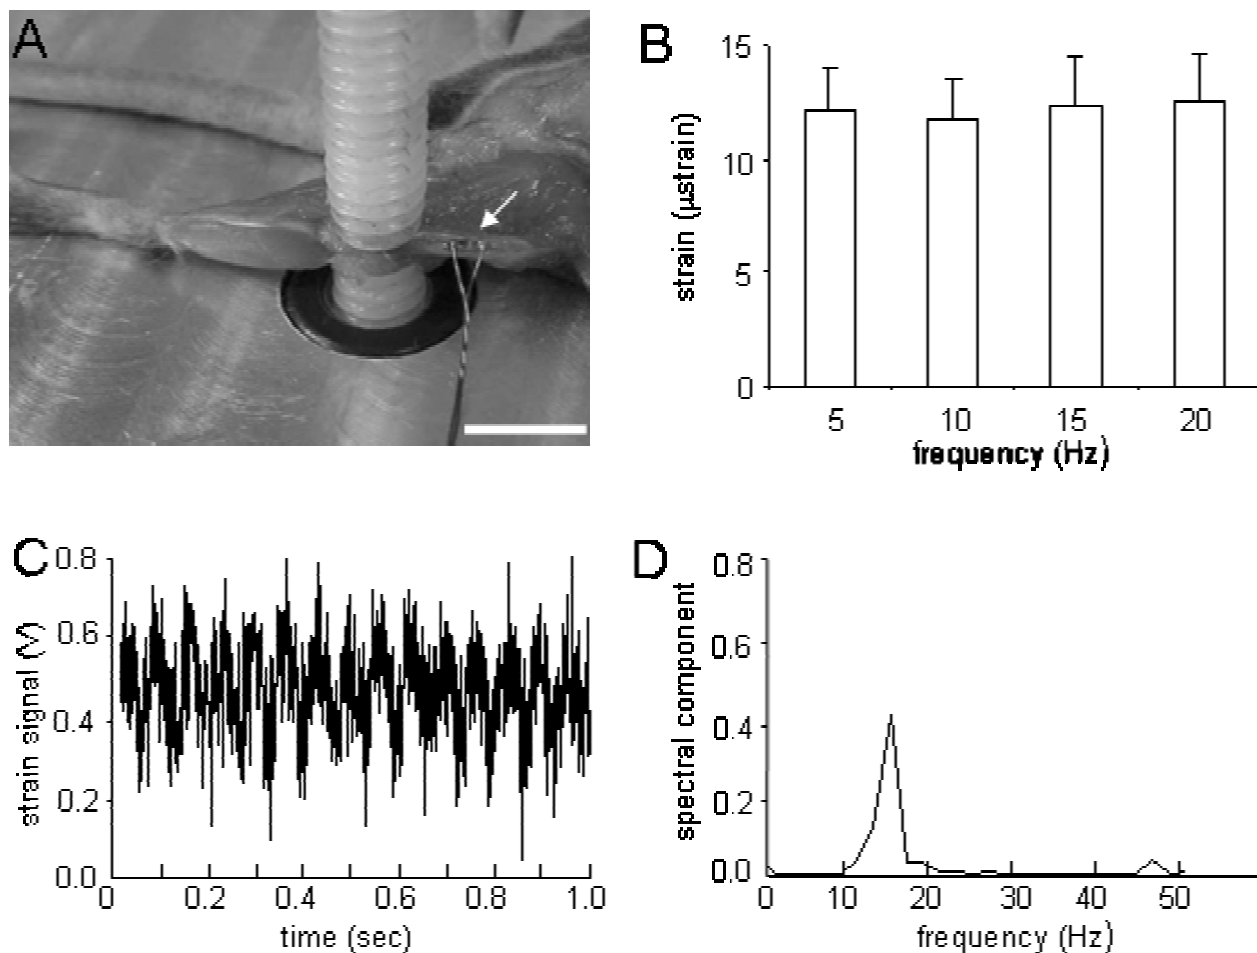 A
B
15
10
5
0
strain (µstrain)
5 10 15 20
frequency (Hz)
C
0.8
0.6
0.4
0.2
0.0
strain signal (V)
0 0.2 0.4 0.6 0.8 1.0
time (sec)
D
0.8
0.6
0.4
0.2
0.0
spectral component
0 10 20 30 40 50
frequency (Hz)